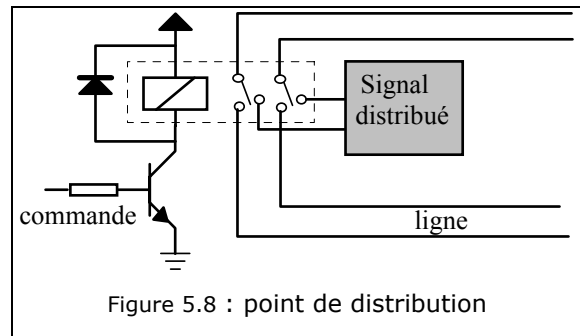 Signal
distribué
commande
ligne
Figure 5.8 : point de distribution